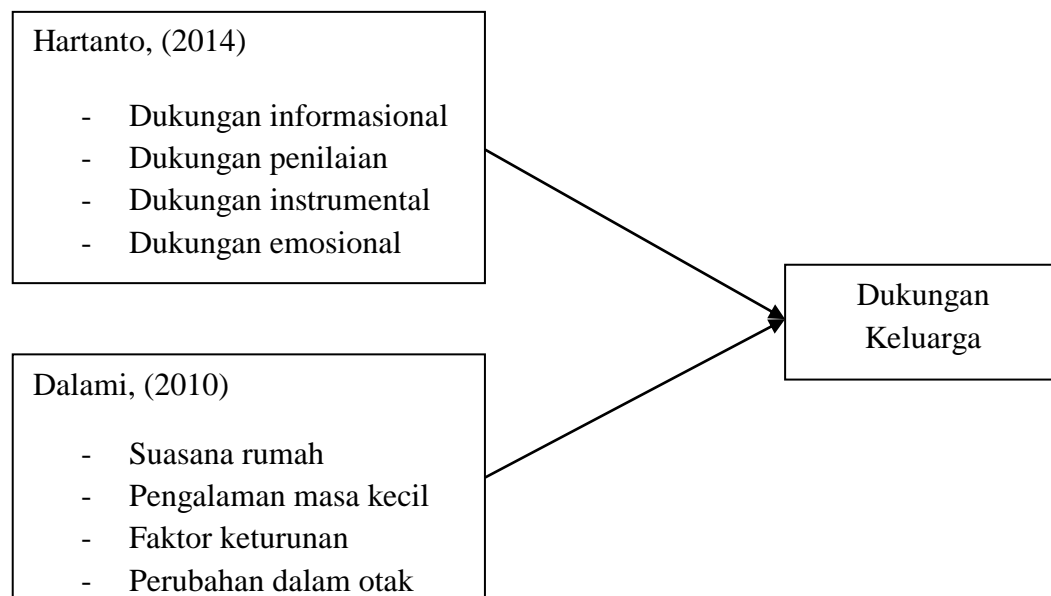 Hartanto, (2014)
- Dukungan informasional
- Dukungan penilaian
- Dukungan instrumental
- Dukungan emosional
Dukungan
Keluarga
Dalami, (2010)
- Suasana rumah
- Pengalaman masa kecil
- Faktor keturunan
- Perubahan dalam otak